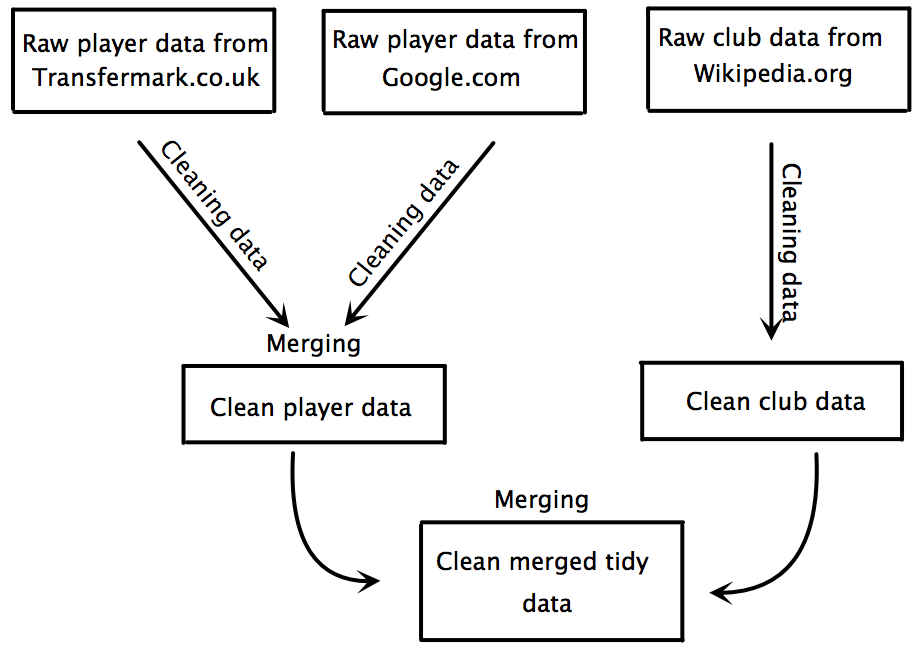 Raw player data from
Transfermark.co.uk
Raw player data from
Google.com
Raw club data from
Wikipedia.org
Cleaning data
Cleaning data
Cleaning data
Merging
Clean player data
Clean club data
Merging
Clean merged tidy
data